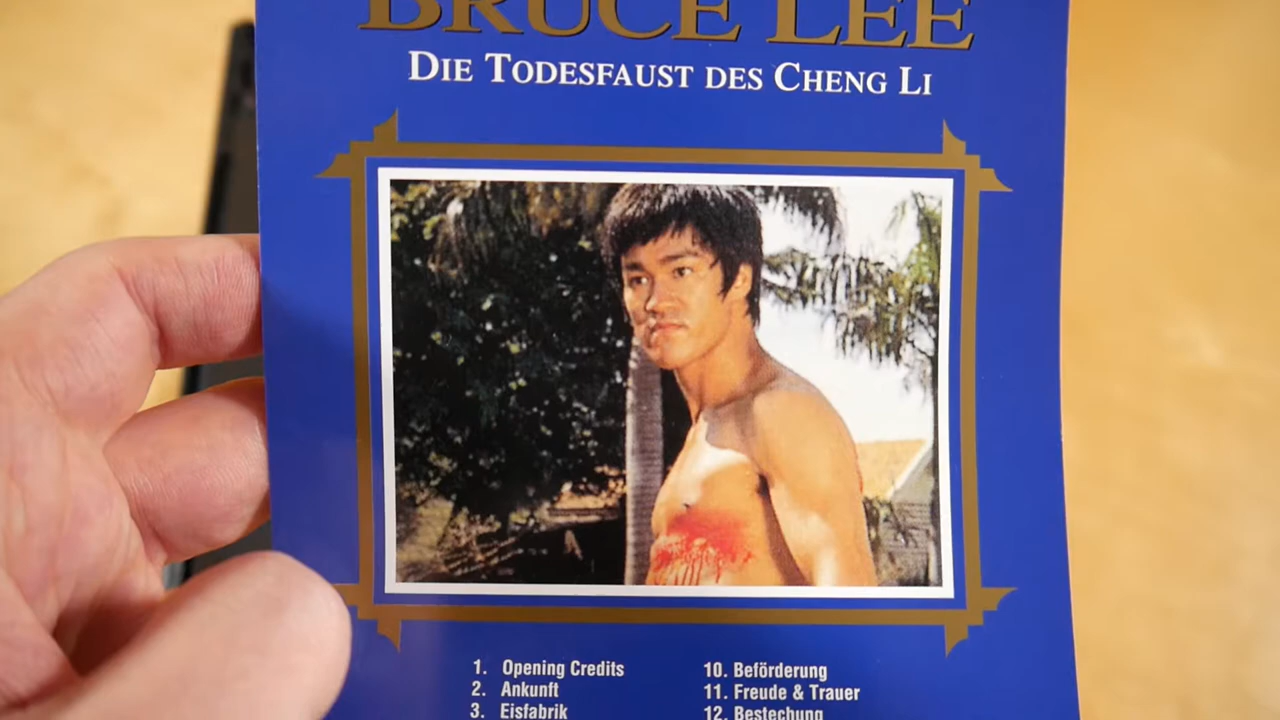 BRUCE LEE
DIE TODESFAUST DES CHENG LI
1. Opening Credits
2. Ankunft
3. Eisfabrik
10. Beförderung
11. Freude & Trauer
12. Bestechung